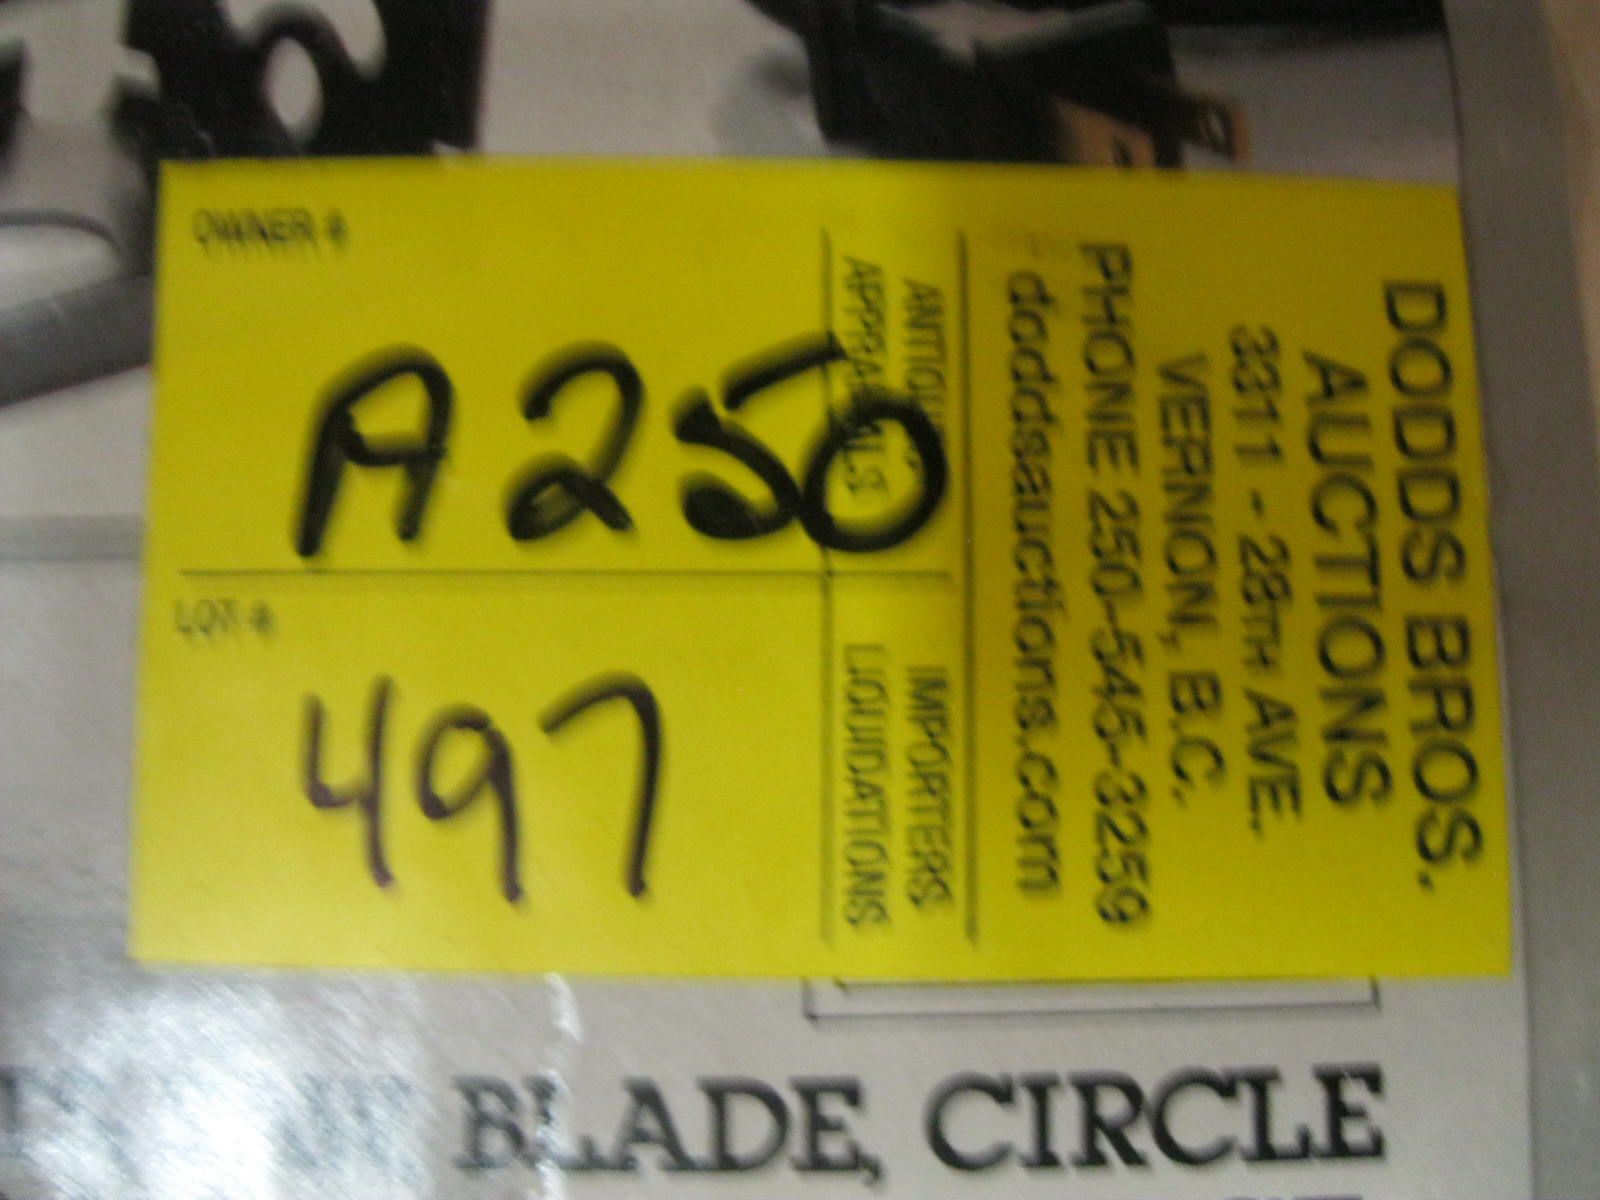 DODDS BROS.
AUCTIONS
3311 - 28TH AVE.
VERNON, B.C.
PHONE 250-545-3259
doddsauctions.com
ANTIQUE IMPORTERS
APPRAISALS LIQUIDATIONS
OWNER #
A250
LOT #
497
BLADE, CIRCLE